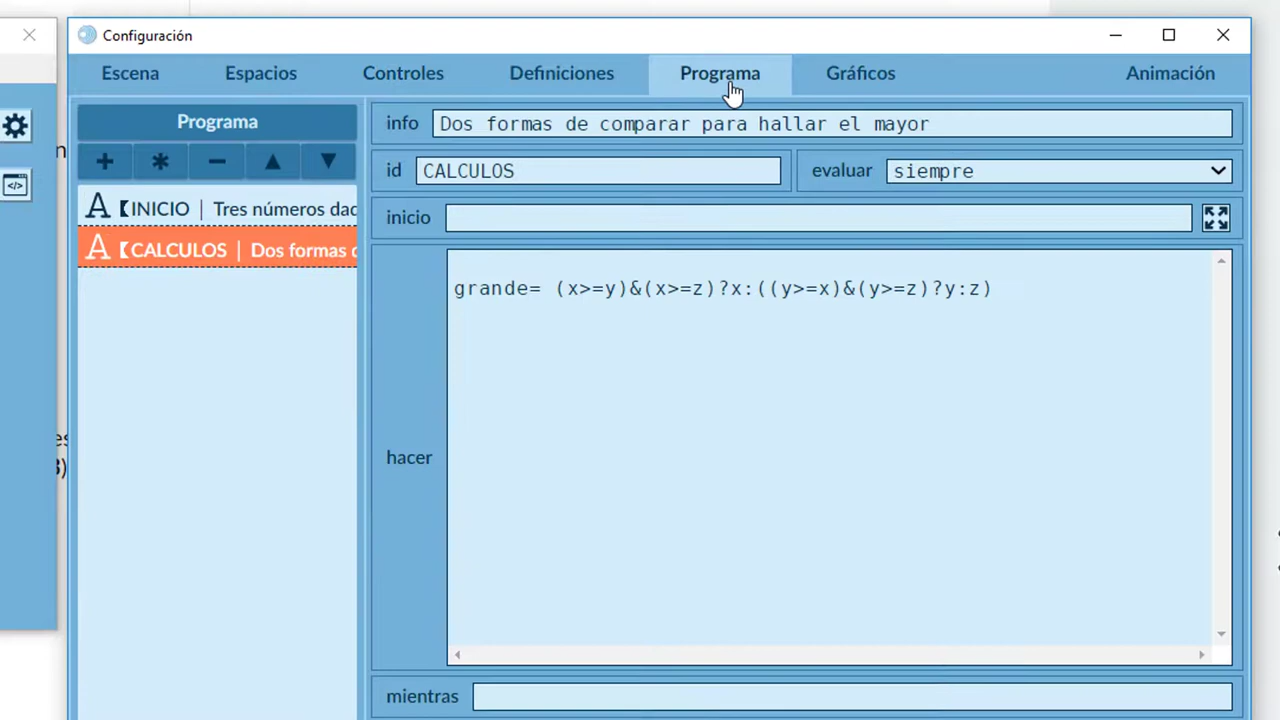 Configuración
Escena Espacios Controles Definiciones Programa Gráficos Animación
Programa
+ * − ▲ ▼
A 【INICIO | Tres números dad
A 【CALCULOS | Dos formas
info Dos formas de comparar para hallar el mayor
id CALCULOS evaluar siempre
inicio
hacer
grande= (x>=y)&(x>=z)?x:((y>=x)&(y>=z)?y:z)
mientras